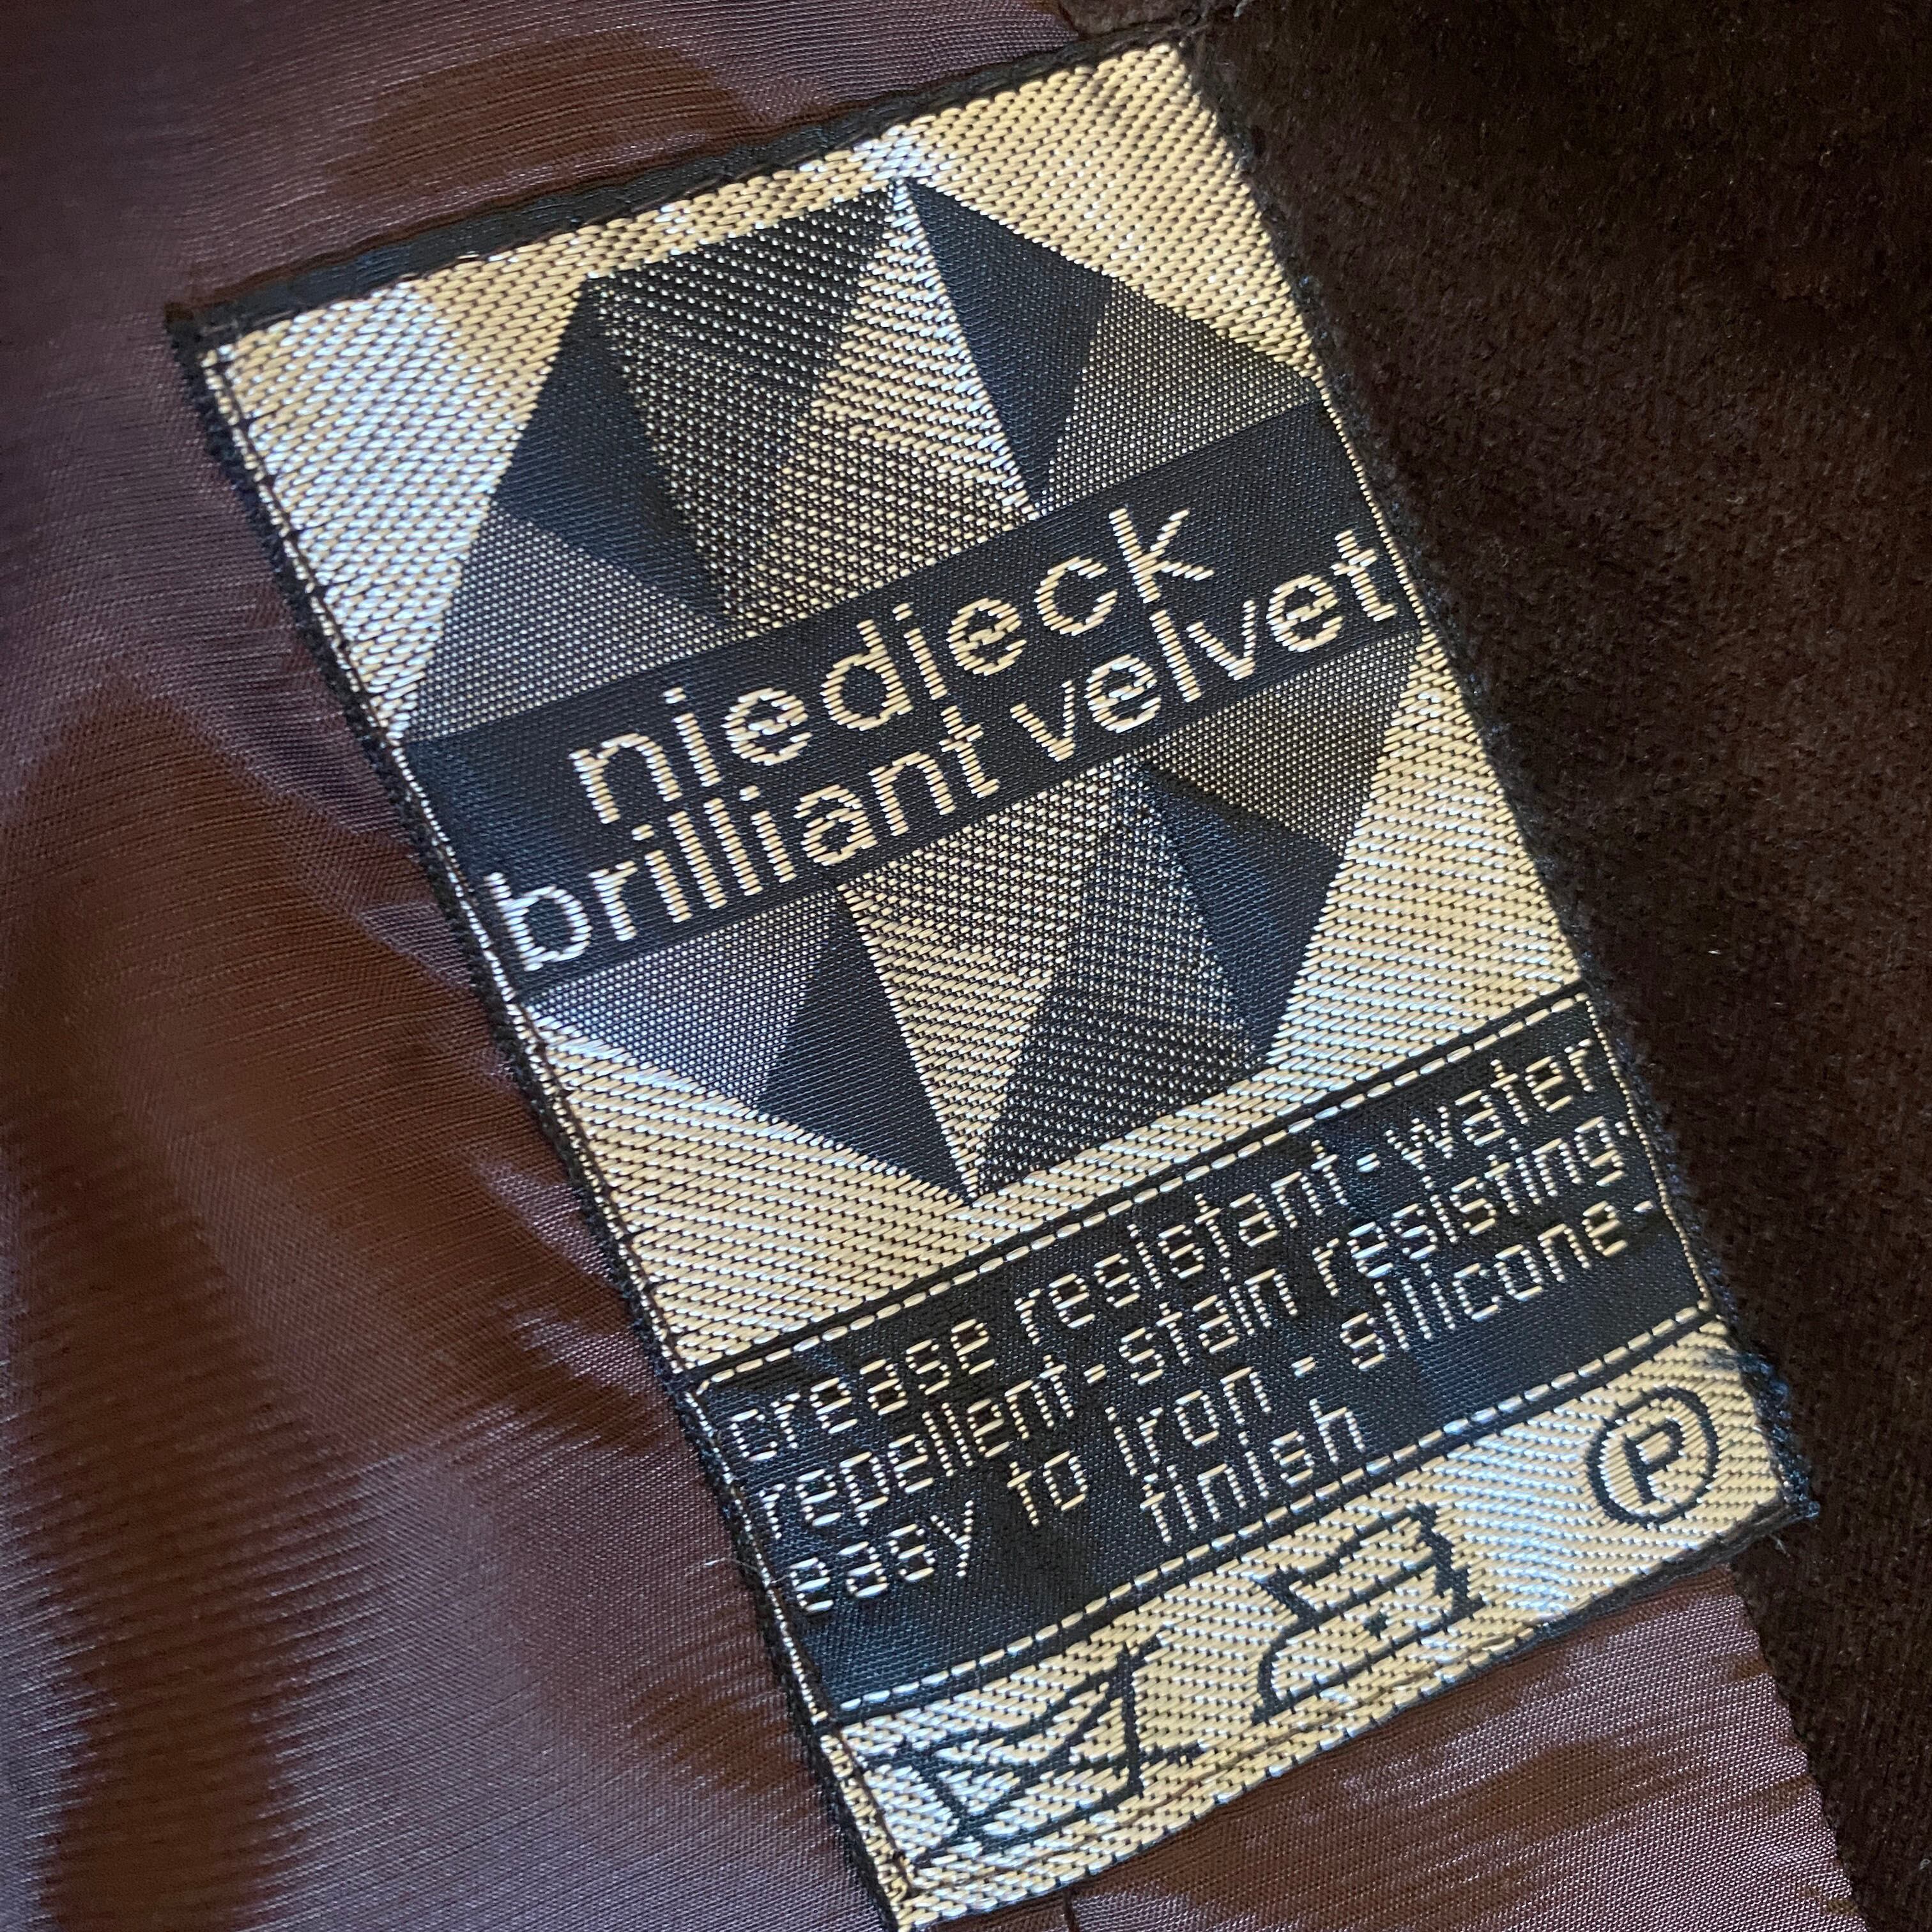 niedieck
brilliant velvet
crease resistant-water
repellent-stain resisting.
easy to iron - silicone-
finish
P